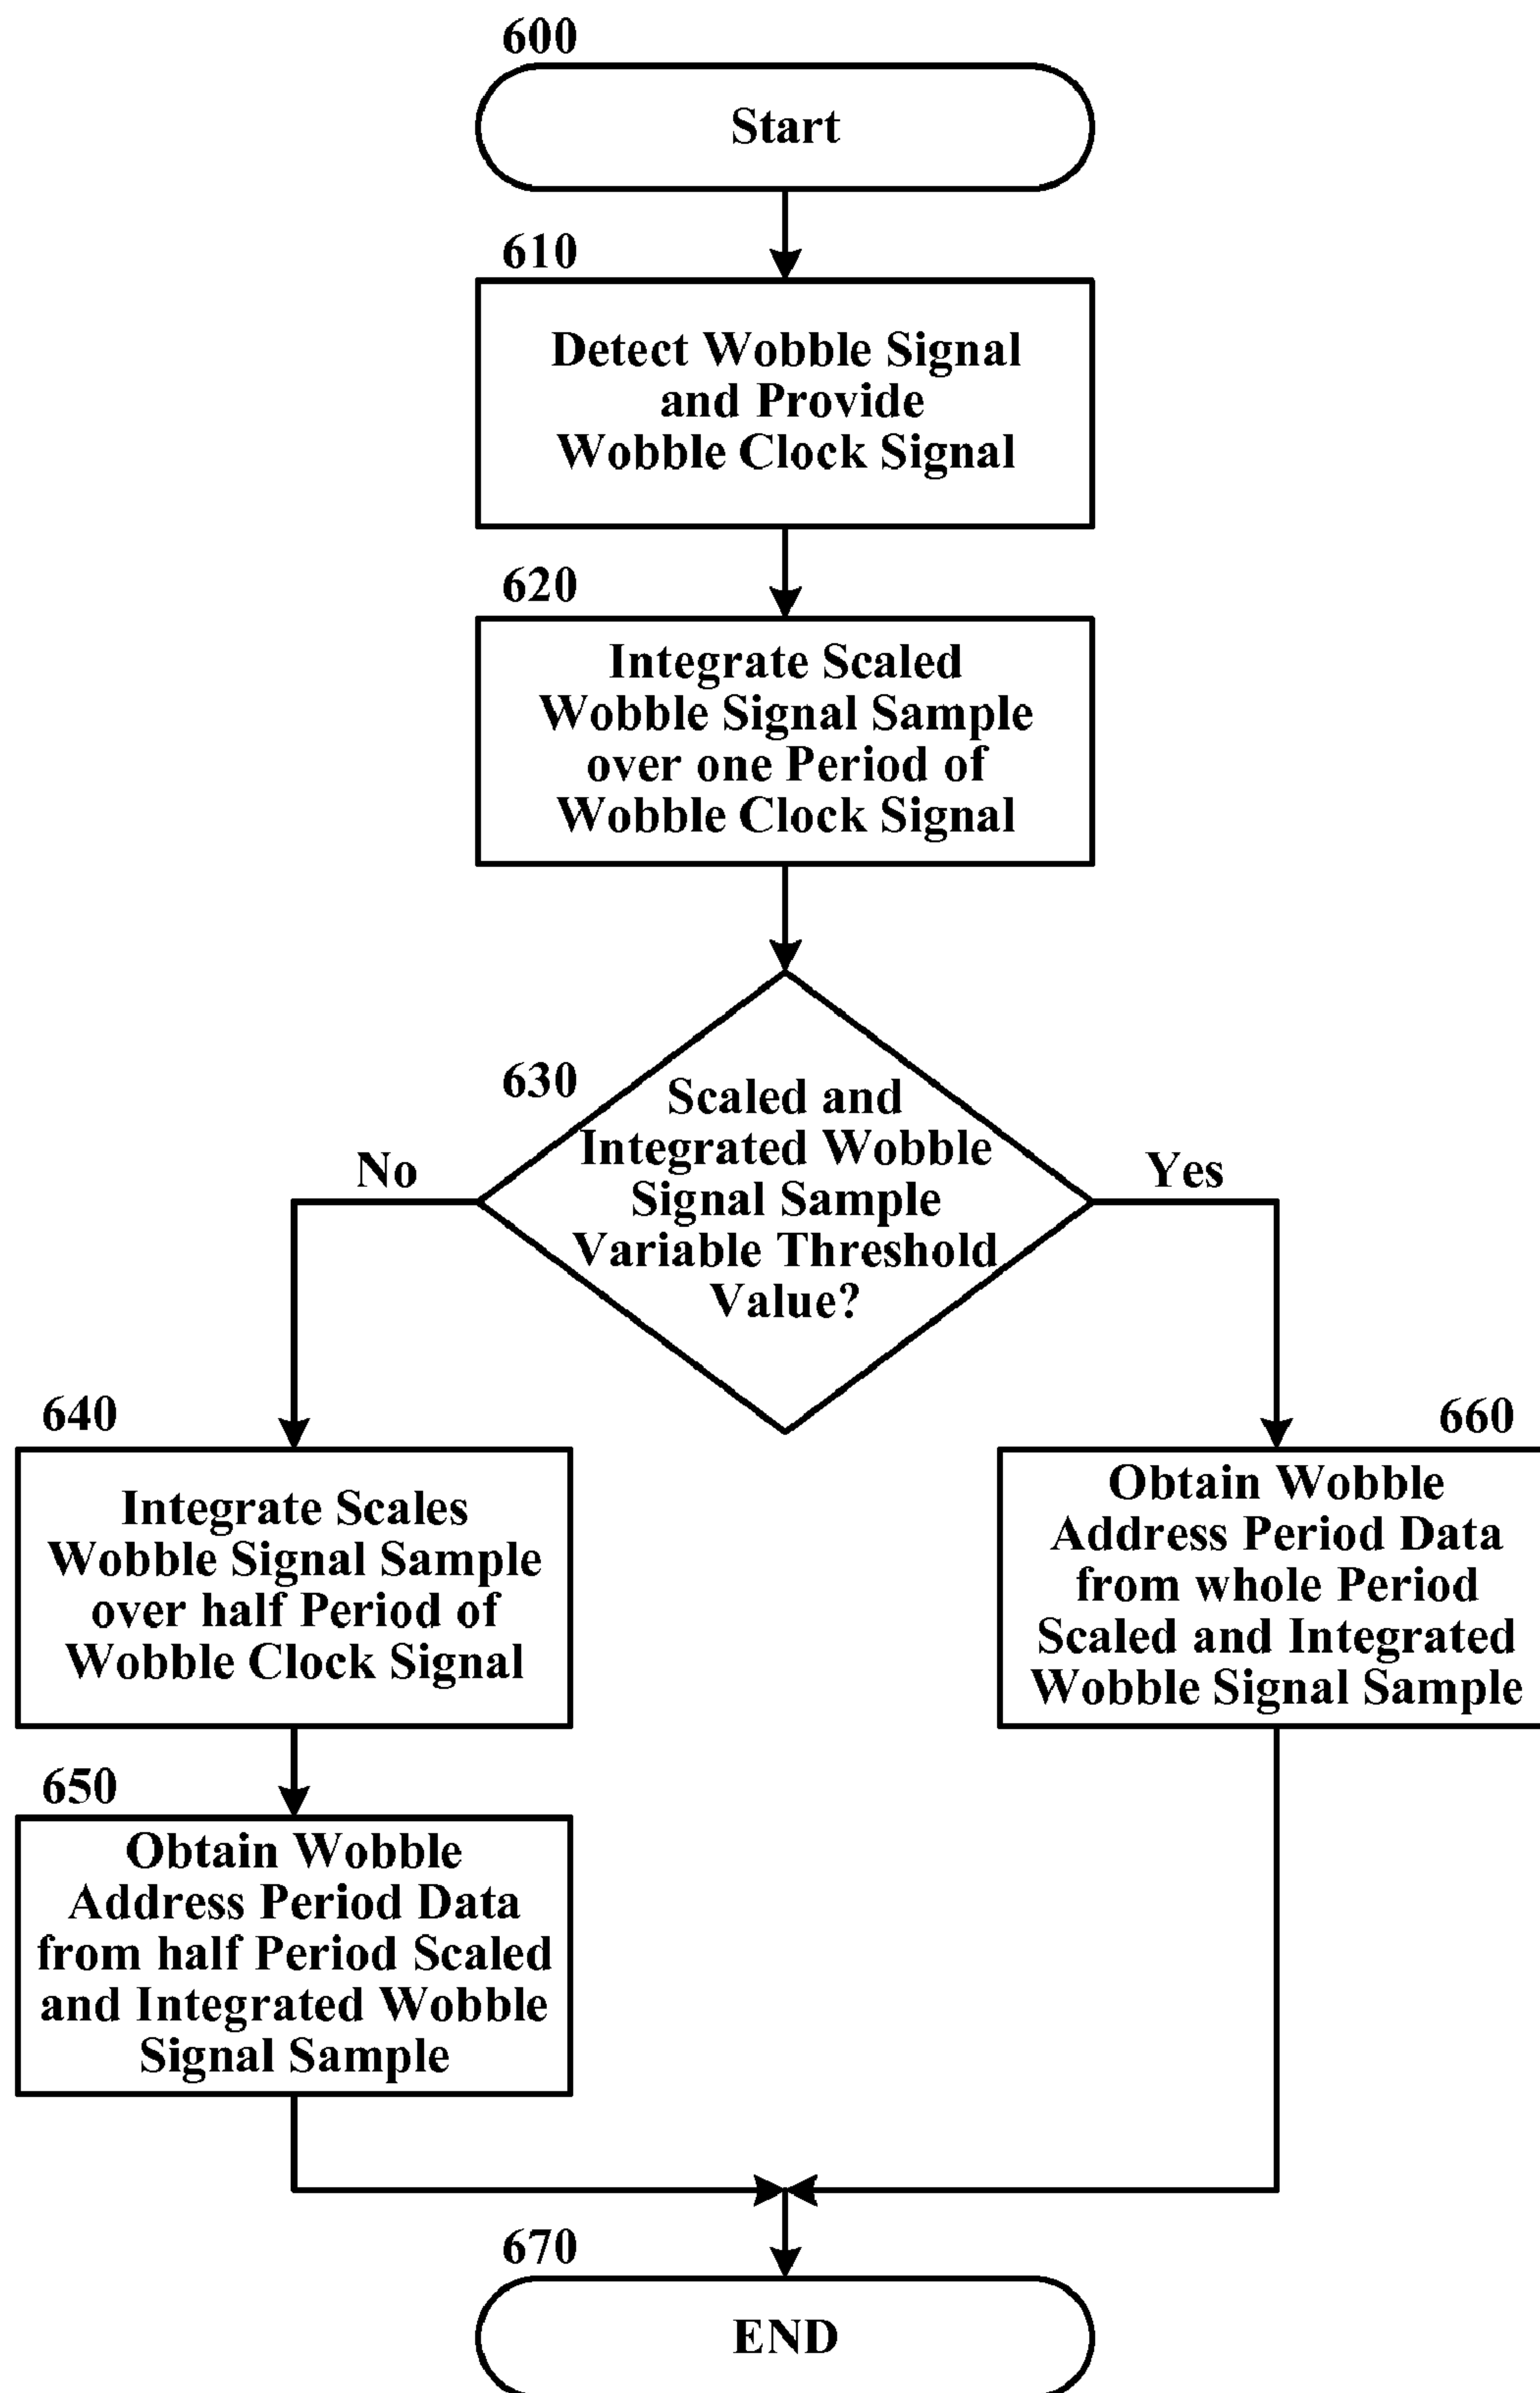 600
Start
610
Detect Wobble Signal
and Provide
Wobble Clock Signal
620
Integrate Scaled
Wobble Signal Sample
over one Period of
Wobble Clock Signal
630
Scaled and
Integrated Wobble
Signal Sample
Variable Threshold
Value?
No
Yes
640
Integrate Scales
Wobble Signal Sample
over half Period of
Wobble Clock Signal
660
Obtain Wobble
Address Period Data
from whole Period
Scaled and Integrated
Wobble Signal Sample
650
Obtain Wobble
Address Period Data
from half Period Scaled
and Integrated Wobble
Signal Sample
670
END